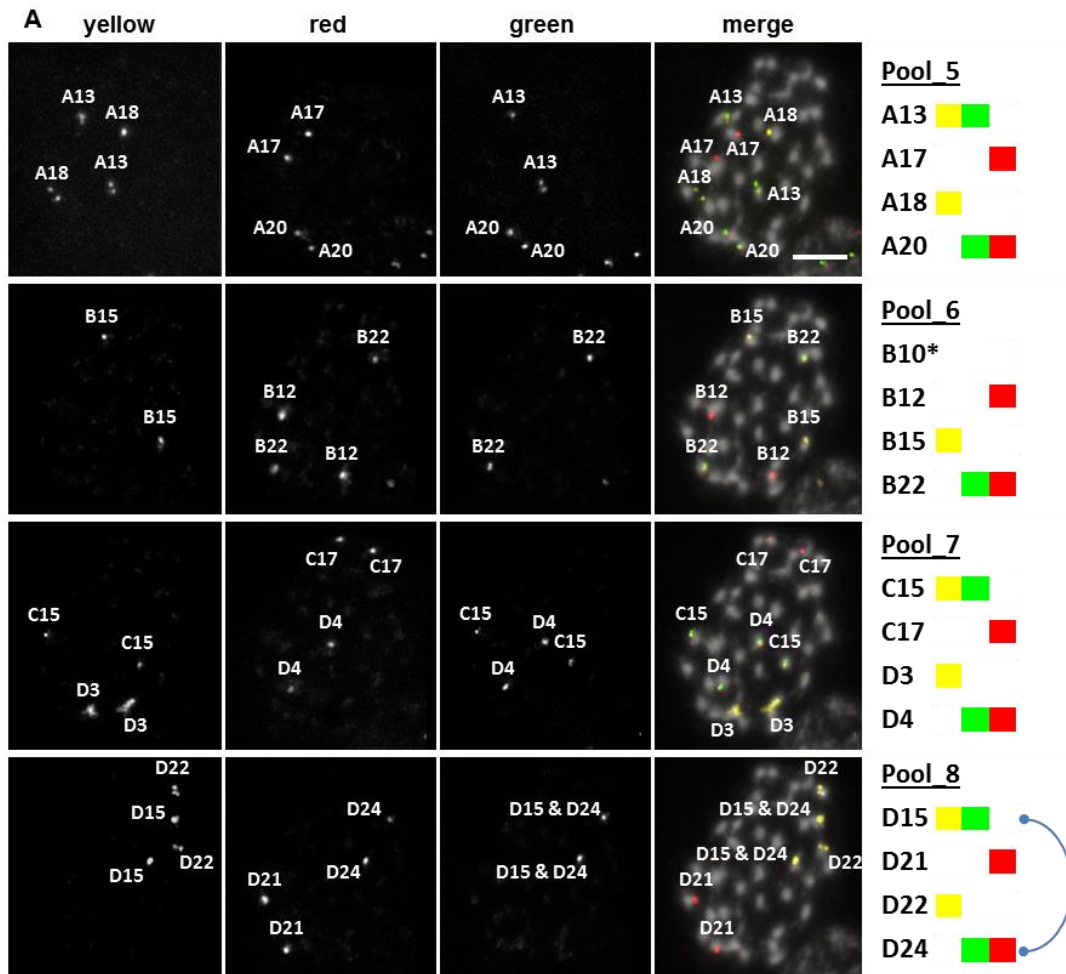 A
yellow red green merge
A13
A18
A18
A13
A17
A17
A20
A20
A13
A13
A20
A20
A13
A18
A17
A17
A18
A13
A20
A20
Pool_5
A13
A17
A18
A20
B15
B15
B22
B12
B22
B12
B22
B22
B15
B22
B12
B15
B22
B12
Pool_6
B10*
B12
B15
B22
C15
C15
D3
D3
C17
C17
D4
D4
C15
D4
C15
D4
C17
C17
C15
D4
C15
D4
D3
D3
Pool_7
C15
C17
D3
D4
D22
D15
D15
D22
D24
D21
D24
D21
D15 & D24
D15 & D24
D22
D15 & D24
D15 & D24
D22
D21
D21
Pool_8
D15
D21
D22
D24